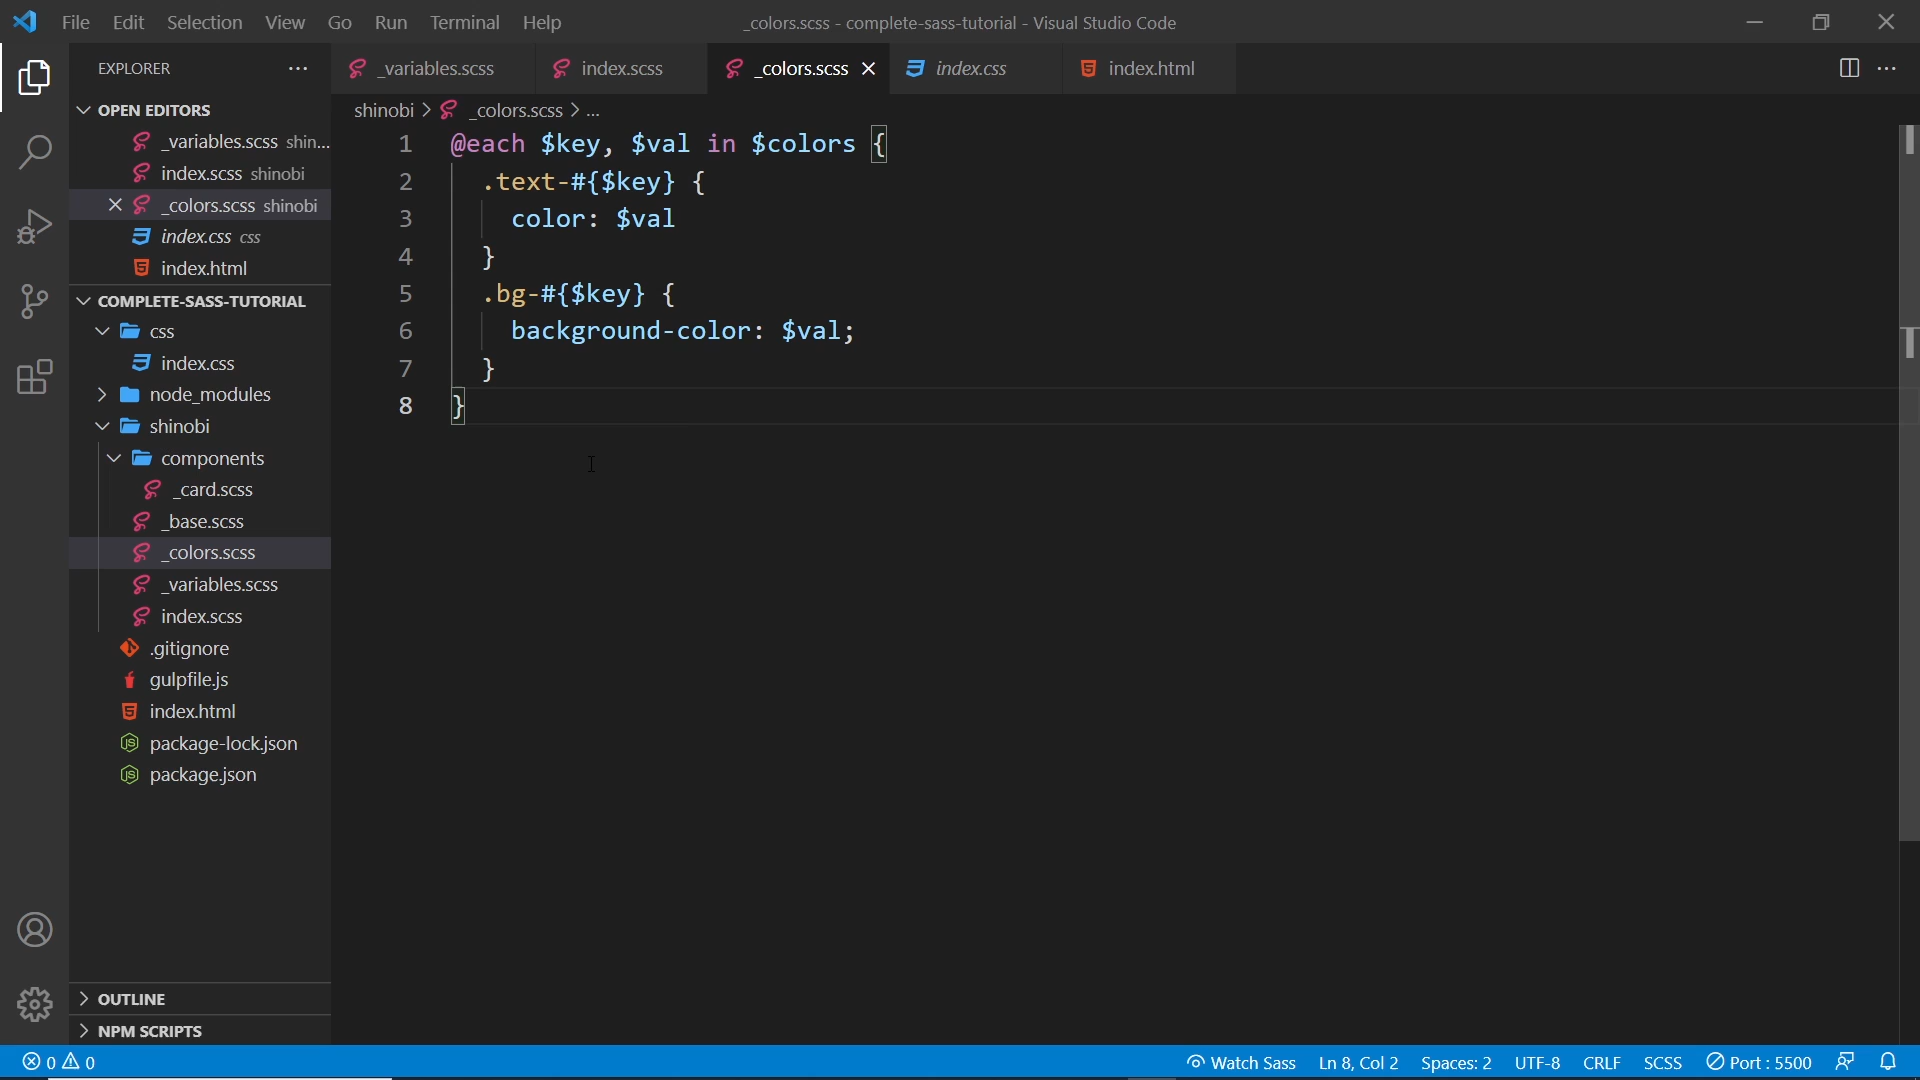 File Edit Selection View Go Run Terminal Help
_colors.scss - complete-sass-tutorial - Visual Studio Code
EXPLORER
OPEN EDITORS
_variables.scss shin...
index.scss shinobi
_colors.scss shinobi
index.css css
index.html
COMPLETE-SASS-TUTORIAL
css
index.css
node_modules
shinobi
components
_card.scss
_base.scss
_colors.scss
_variables.scss
index.scss
.gitignore
gulpfile.js
index.html
package-lock.json
package.json
OUTLINE
NPM SCRIPTS
_variables.scss index.scss _colors.scss index.css index.html
shinobi > _colors.scss > ...
1 @each $key, $val in $colors {
2 .text-#{$key} {
3 color: $val
4 }
5 .bg-#{$key} {
6 background-color: $val;
7 }
8 }
0 0 Watch Sass Ln 8, Col 2 Spaces: 2 UTF-8 CRLF SCSS Port : 5500